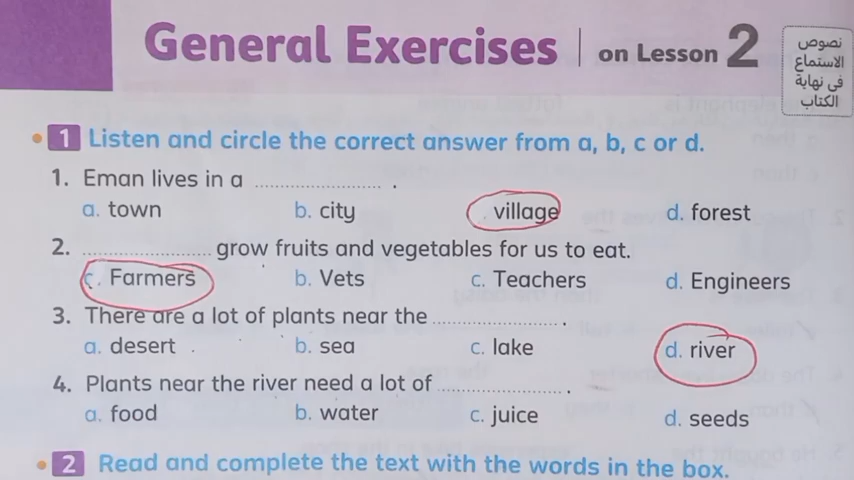 General Exercises | on Lesson 2
نصوص
الاستماع
فى نهاية
الكتاب
1 Listen and circle the correct answer from a, b, c or d.
1. Eman lives in a .................... .
a. town b. city village d. forest
2. .................... grow fruits and vegetables for us to eat.
Farmers b. Vets c. Teachers d. Engineers
3. There are a lot of plants near the .................... .
a. desert b. sea c. lake d. river
4. Plants near the river need a lot of .................... .
a. food b. water c. juice d. seeds
2 Read and complete the text with the words in the box.